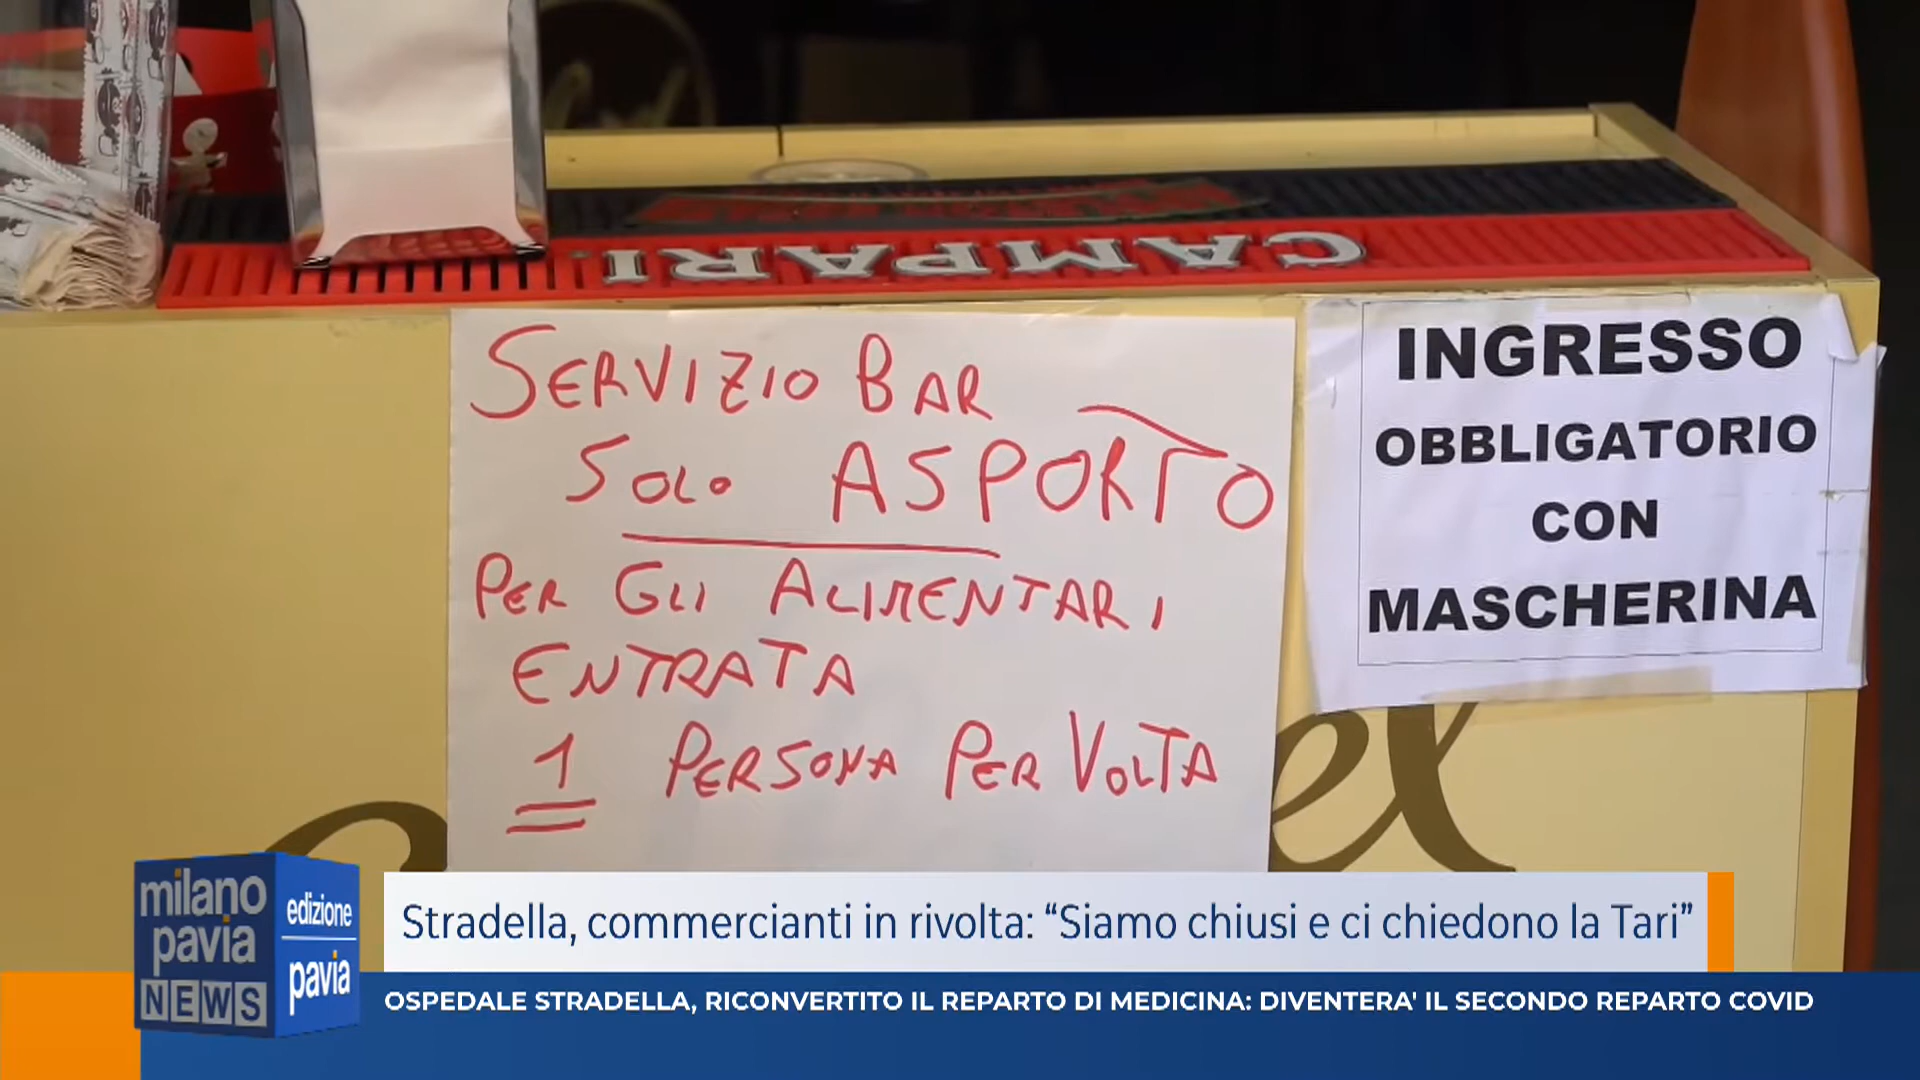 CAMPARI
SERVIZIO BAR
SOLO ASPORTO
PER GLI ALIMENTARI
ENTRATA
1 PERSONA PER VOLTA
INGRESSO
OBBLIGATORIO
CON
MASCHERINA
milano
pavia
NEWS
edizione
pavia
Stradella, commercianti in rivolta: “Siamo chiusi e ci chiedono la Tari”
OSPEDALE STRADELLA, RICONVERTITO IL REPARTO DI MEDICINA: DIVENTERA' IL SECONDO REPARTO COVID